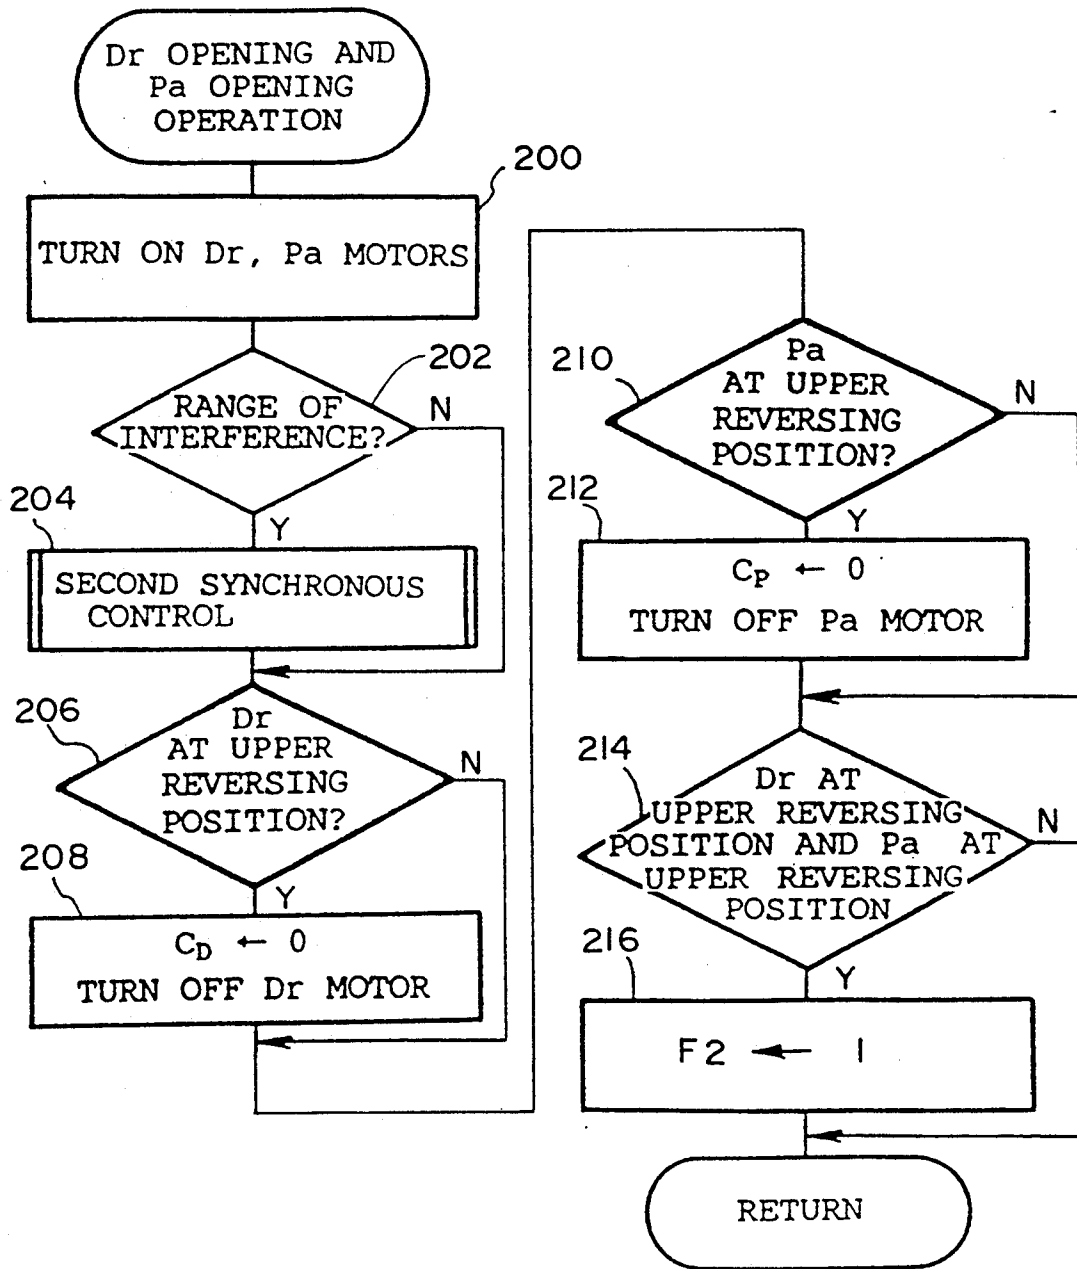 Dr OPENING AND
Pa OPENING
OPERATION
200
TURN ON Dr, Pa MOTORS
202
RANGE OF
INTERFERENCE?
N
Y
204
SECOND SYNCHRONOUS
CONTROL
206
Dr
AT UPPER
REVERSING
POSITION?
N
Y
208
CD ← 0
TURN OFF Dr MOTOR
210
Pa
AT UPPER
REVERSING
POSITION?
N
Y
212
CP ← 0
TURN OFF Pa MOTOR
214
Dr AT
UPPER REVERSING
POSITION AND Pa AT
UPPER REVERSING
POSITION
N
Y
216
F2 ← 1
RETURN